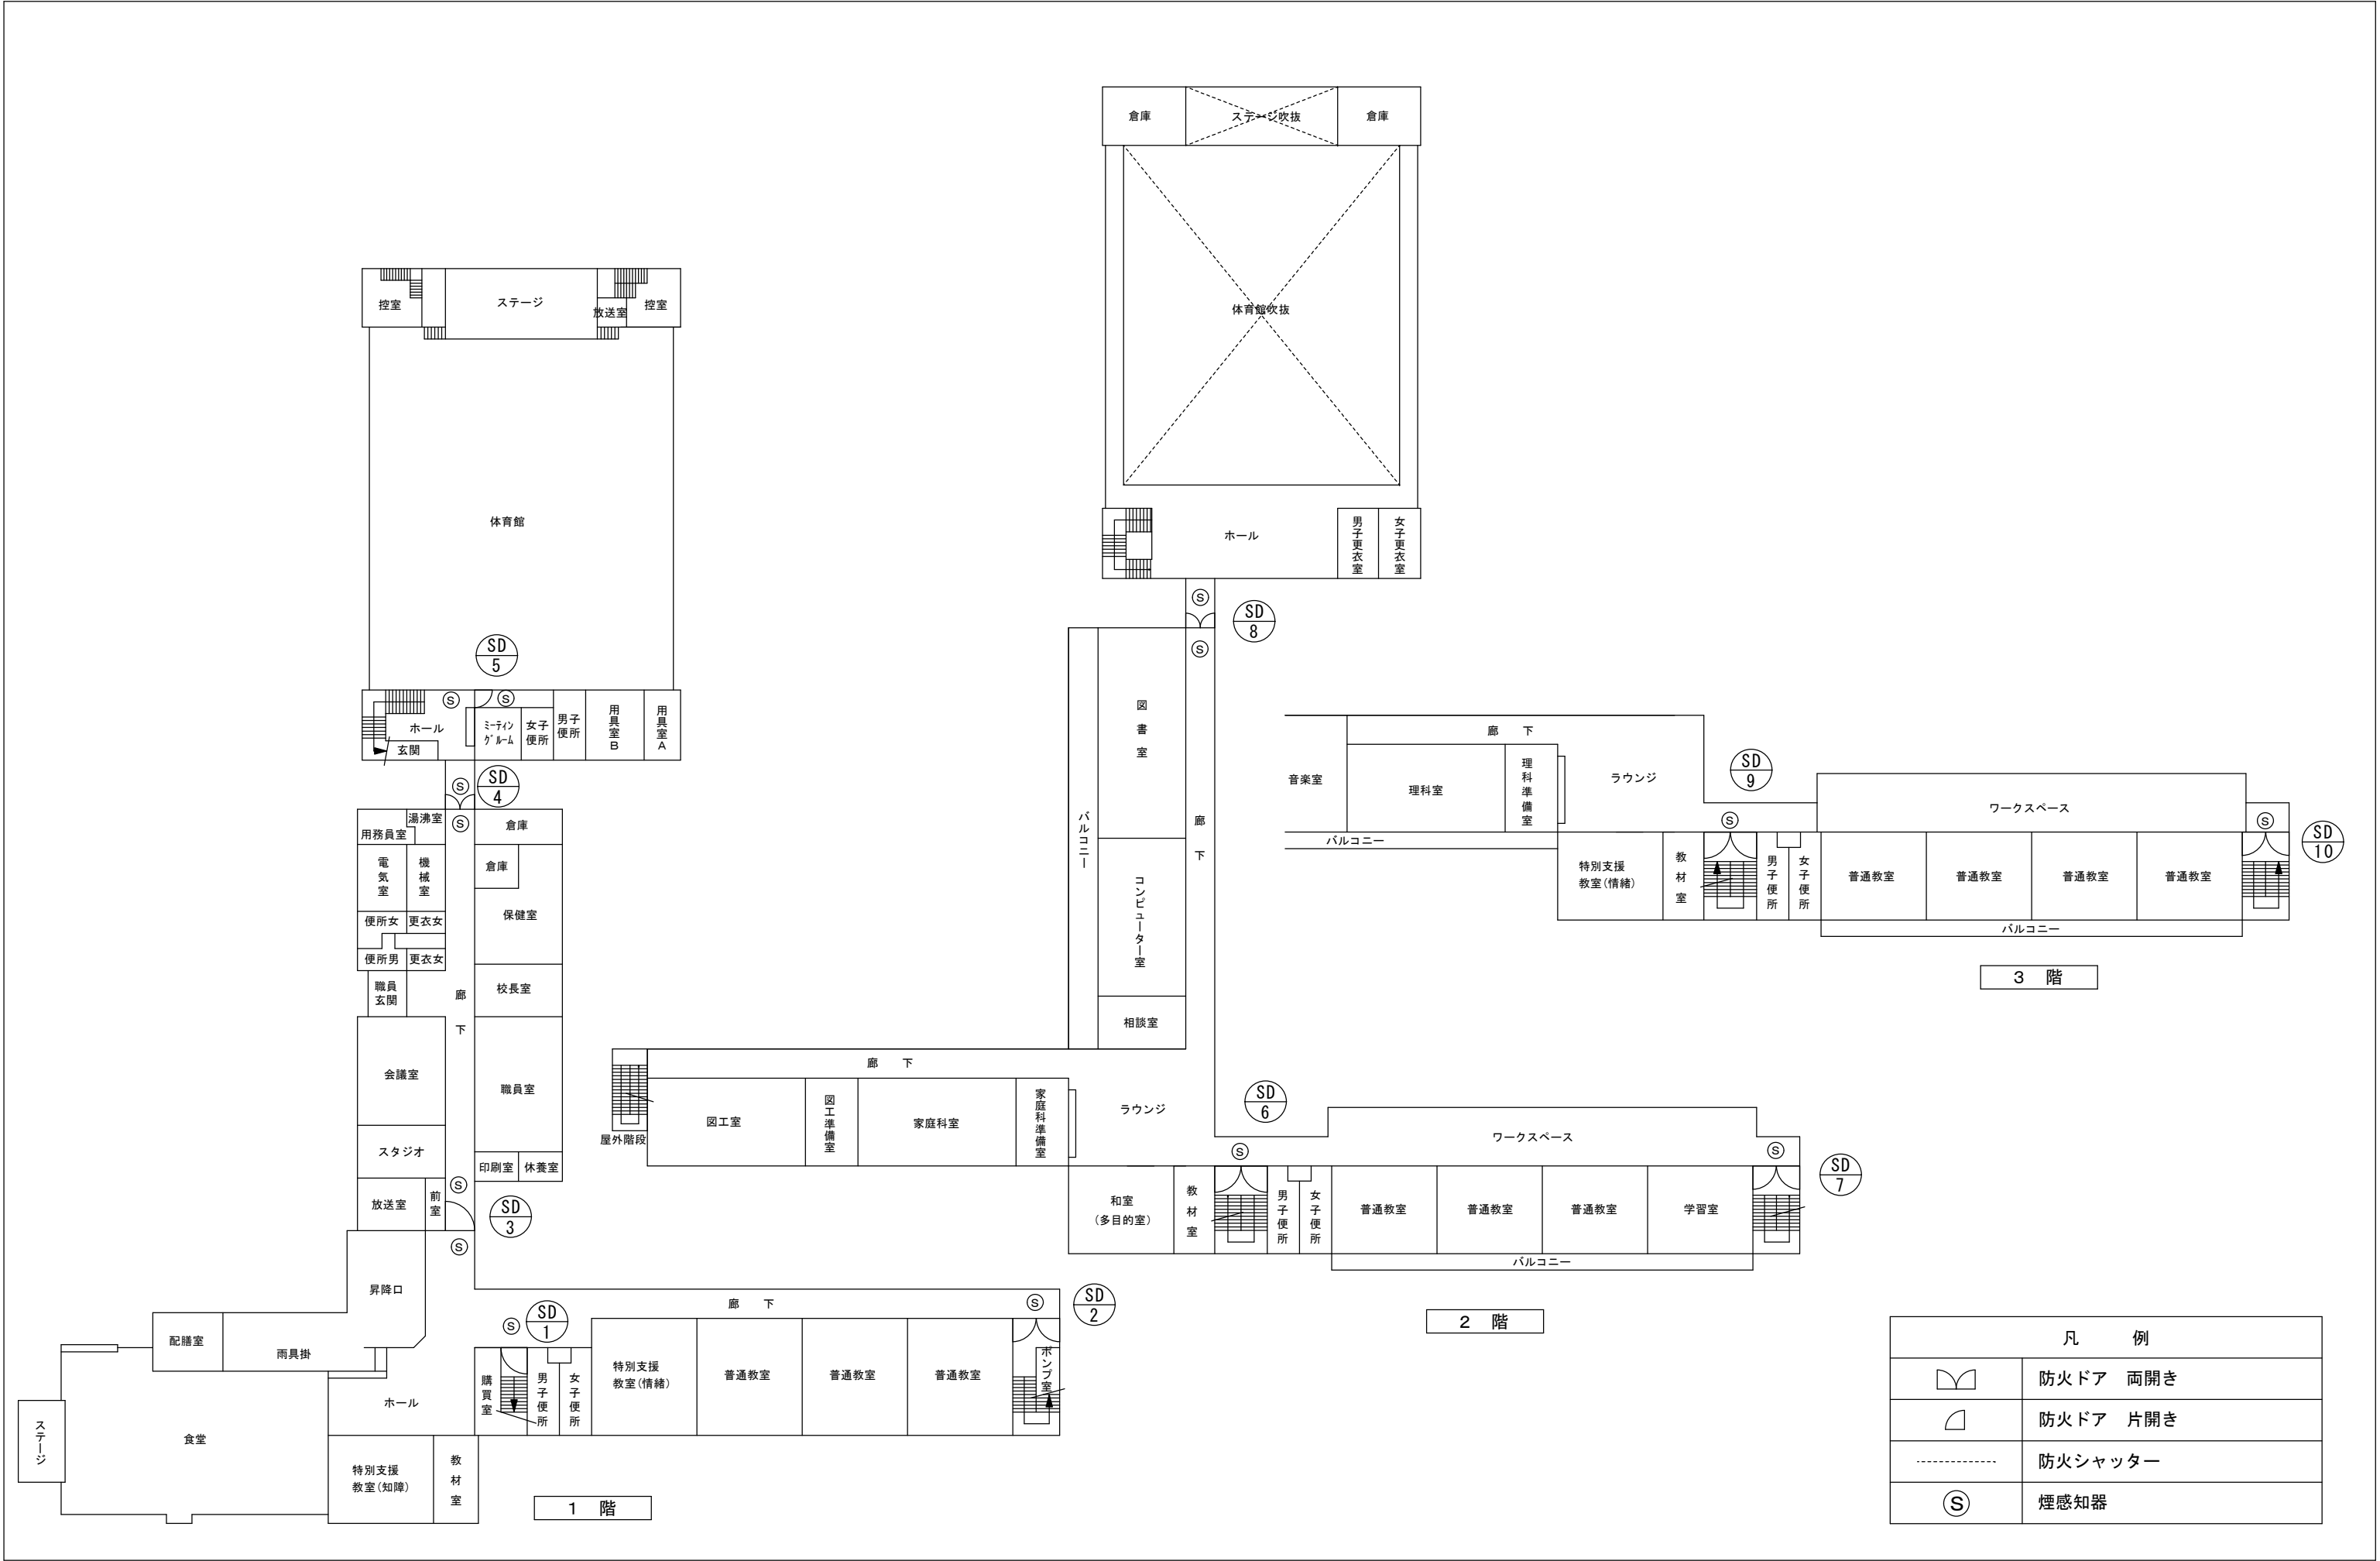 倉庫
ステージ吹抜
倉庫
体育館吹抜
ホール
男子更衣室
女子更衣室
Ⓢ
SD
8
Ⓢ
図書室
バルコニー
廊下
コンピューター室
相談室
控室
ステージ
放送室
控室
体育館
SD
5
Ⓢ
Ⓢ
ホール
玄関
ミーティン
グルーム
女子
便所
男子
便所
用具室B
用具室A
Ⓢ
SD
4
Ⓢ
湯沸室
用務員室
倉庫
電気室
機械室
倉庫
便所女
更衣女
保健室
便所男
更衣女
職員
玄関
廊下
校長室
会議室
職員室
スタジオ
印刷室
休養室
放送室
前室
Ⓢ
SD
3
Ⓢ
昇降口
配膳室
雨具掛
ホール
ステージ
食堂
特別支援
教室(知障)
教材室
廊下
Ⓢ
SD
1
購買室
男子便所
女子便所
特別支援
教室(情緒)
普通教室
普通教室
普通教室
Ⓢ
SD
2
ポンプ室
1 階
廊下
屋外階段
図工室
図工準備室
家庭科室
家庭科準備室
ラウンジ
SD
6
Ⓢ
ワークスペース
Ⓢ
SD
7
和室
(多目的室)
教材室
男子便所
女子便所
普通教室
普通教室
普通教室
学習室
バルコニー
2 階
廊下
音楽室
理科室
理科準備室
ラウンジ
バルコニー
SD
9
Ⓢ
ワークスペース
Ⓢ
SD
10
特別支援
教室(情緒)
教材室
男子便所
女子便所
普通教室
普通教室
普通教室
普通教室
バルコニー
3 階
凡 例
防火ドア 両開き
防火ドア 片開き
防火シャッター
Ⓢ 煙感知器